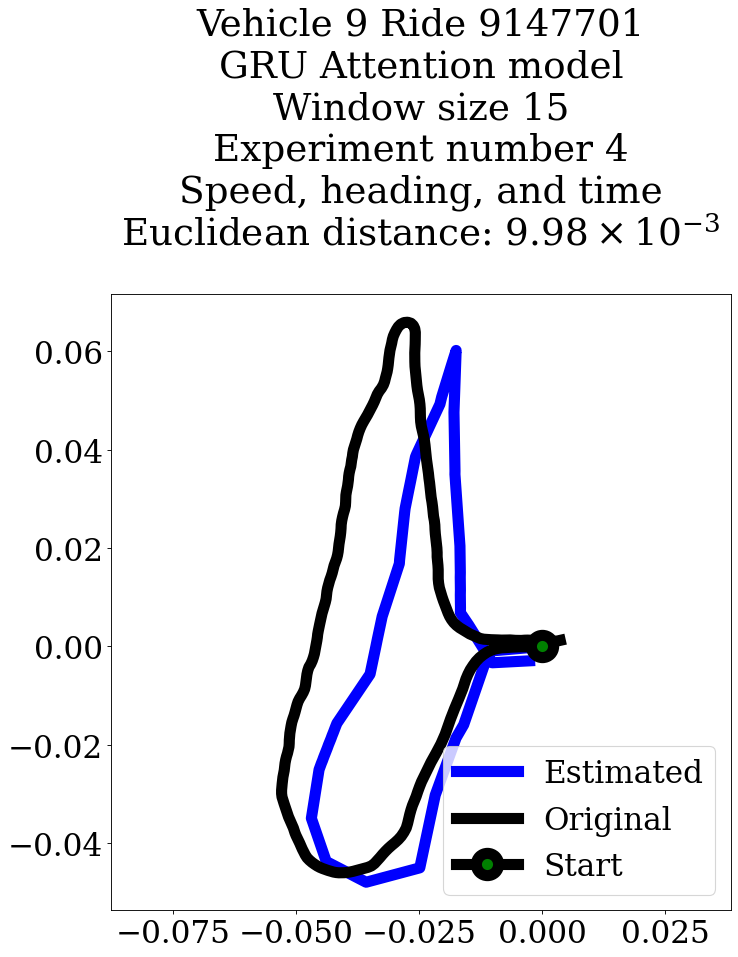 Vehicle 9 Ride 9147701
GRU Attention model
Window size 15
Experiment number 4
Speed, heading, and time
Euclidean distance: 9.98 × 10⁻³
0.06
0.04
0.02
0.00
−0.02
−0.04
Estimated
Original
Start
−0.075 −0.050 −0.025 0.000 0.025